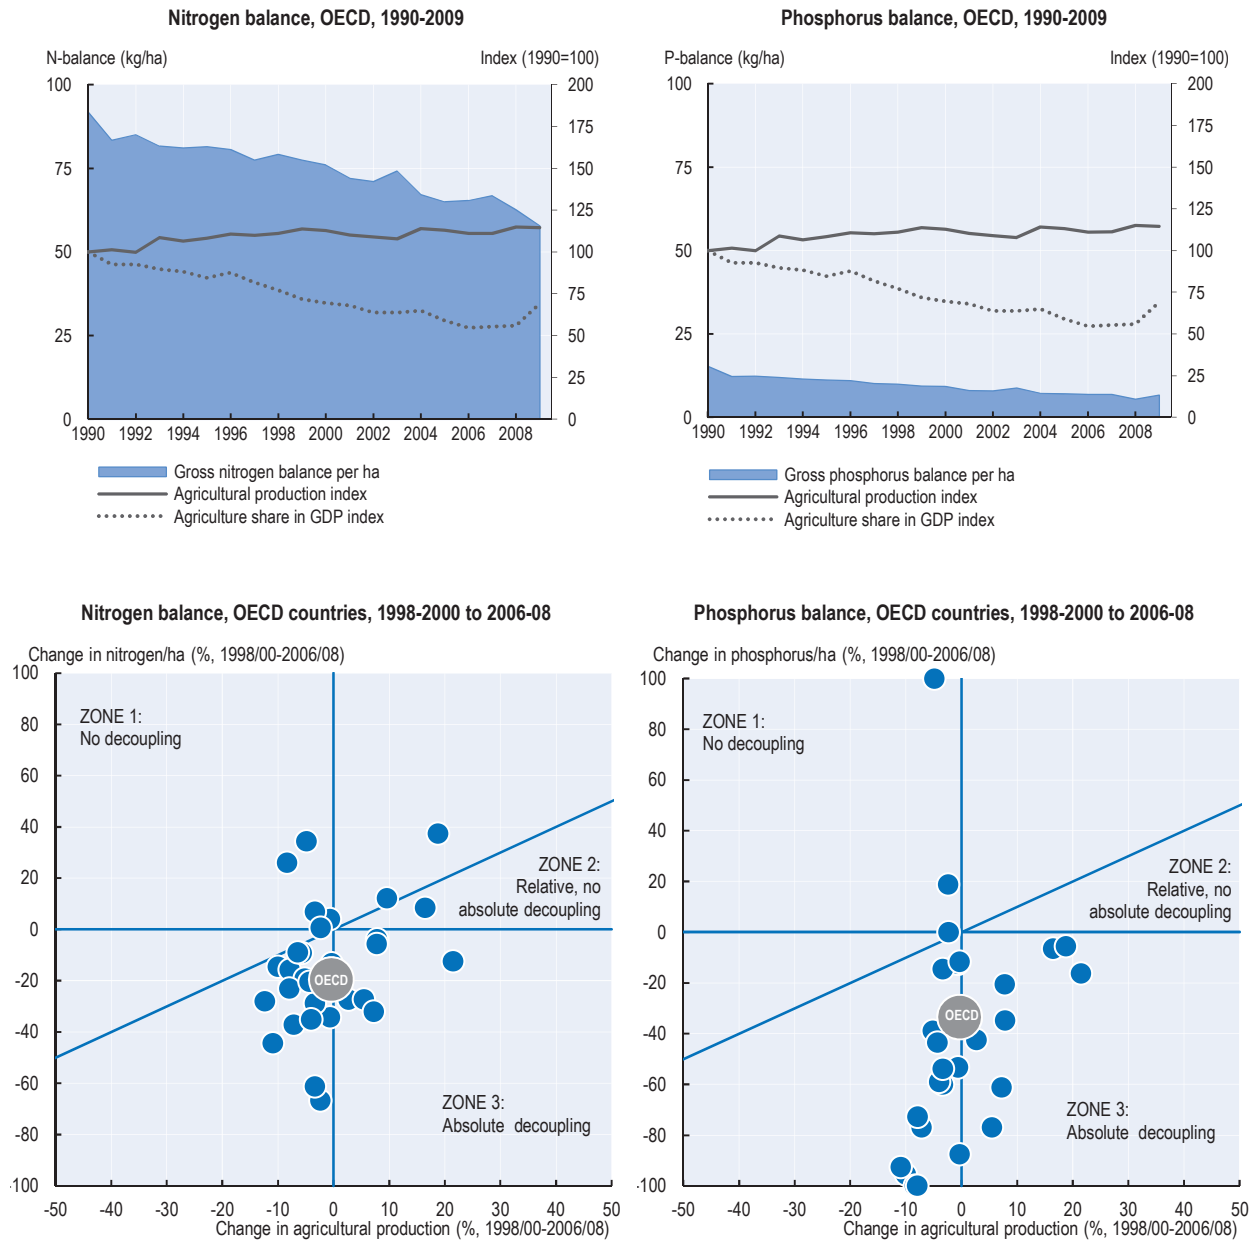 Nitrogen balance, OECD, 1990-2009
N-balance (kg/ha)
Index (1990=100)
100
75
50
25
0
200
175
150
125
100
75
50
25
0
1990 1992 1994 1996 1998 2000 2002 2004 2006 2008
Gross nitrogen balance per ha
Agricultural production index
Agriculture share in GDP index
Phosphorus balance, OECD, 1990-2009
P-balance (kg/ha)
Index (1990=100)
100
75
50
25
0
200
175
150
125
100
75
50
25
0
1990 1992 1994 1996 1998 2000 2002 2004 2006 2008
Gross phosphorus balance per ha
Agricultural production index
Agriculture share in GDP index
Nitrogen balance, OECD countries, 1998-2000 to 2006-08
Change in nitrogen/ha (%, 1998/00-2006/08)
100
80
60
40
20
0
-20
-40
-60
-80
-100
ZONE 1:
No decoupling
ZONE 2:
Relative, no
absolute decoupling
OECD
ZONE 3:
Absolute decoupling
-50 -40 -30 -20 -10 0 10 20 30 40 50
Change in agricultural production (%, 1998/00-2006/08)
Phosphorus balance, OECD countries, 1998-2000 to 2006-08
Change in phosphorus/ha (%, 1998/00-2006/08)
100
80
60
40
20
0
-20
-40
-60
-80
-100
ZONE 1:
No decoupling
ZONE 2:
Relative, no
absolute decoupling
OECD
ZONE 3:
Absolute decoupling
-50 -40 -30 -20 -10 0 10 20 30 40 50
Change in agricultural production (%, 1998/00-2006/08)